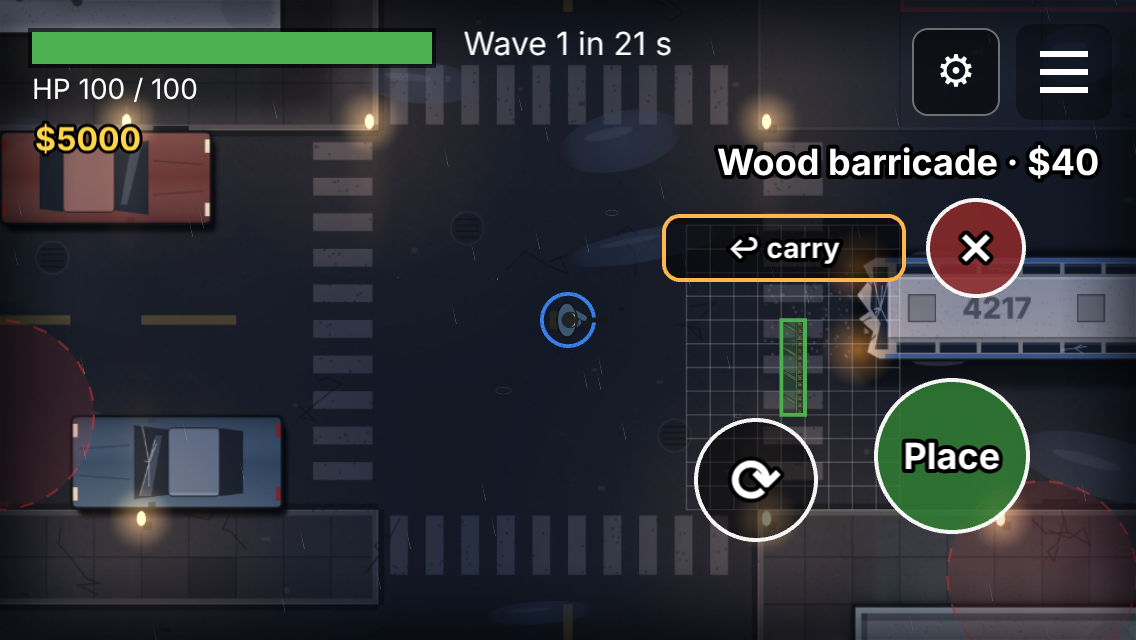 Wave 1 in 21 s
HP 100 / 100
$5000
Wood barricade · $40
↩ carry
4217
Place